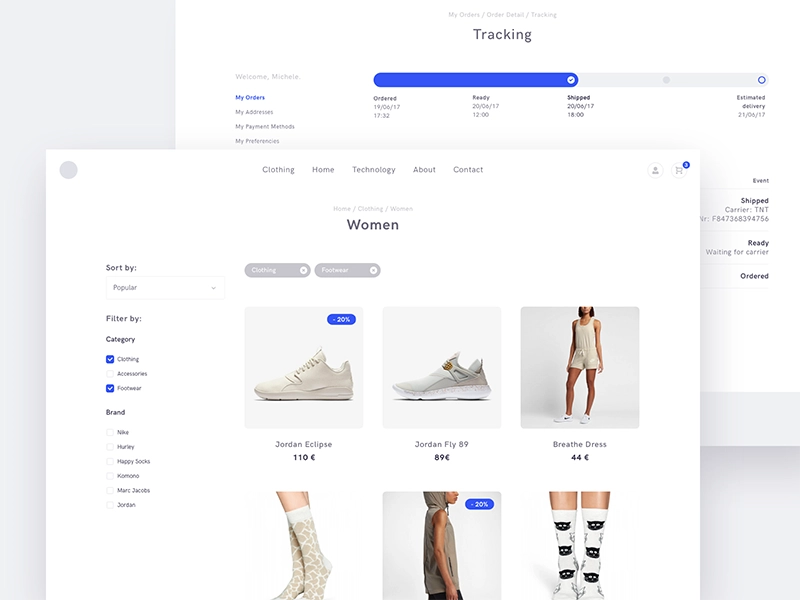 My Orders / Order Detail / Tracking
Tracking
Welcome, Michele.
My Orders
My Addresses
My Payment Methods
My Preferencies
Ordered
19/06/17
17:32
Ready
20/06/17
12:00
Shipped
20/06/17
18:00
Estimated
delivery
21/06/17
Event
Shipped
Carrier: TNT
Nr: F847368394756
Ready
Waiting for carrier
Ordered
Clothing Home Technology About Contact
3
Home / Clothing / Women
Women
Sort by:
Popular
Filter by:
Category
Clothing
Accessories
Footwear
Brand
Nike
Hurley
Happy Socks
Komono
Marc Jacobs
Jordan
Clothing Footwear
- 20%
Jordan Eclipse
110 €
Jordan Fly 89
89€
Breathe Dress
44 €
- 20%